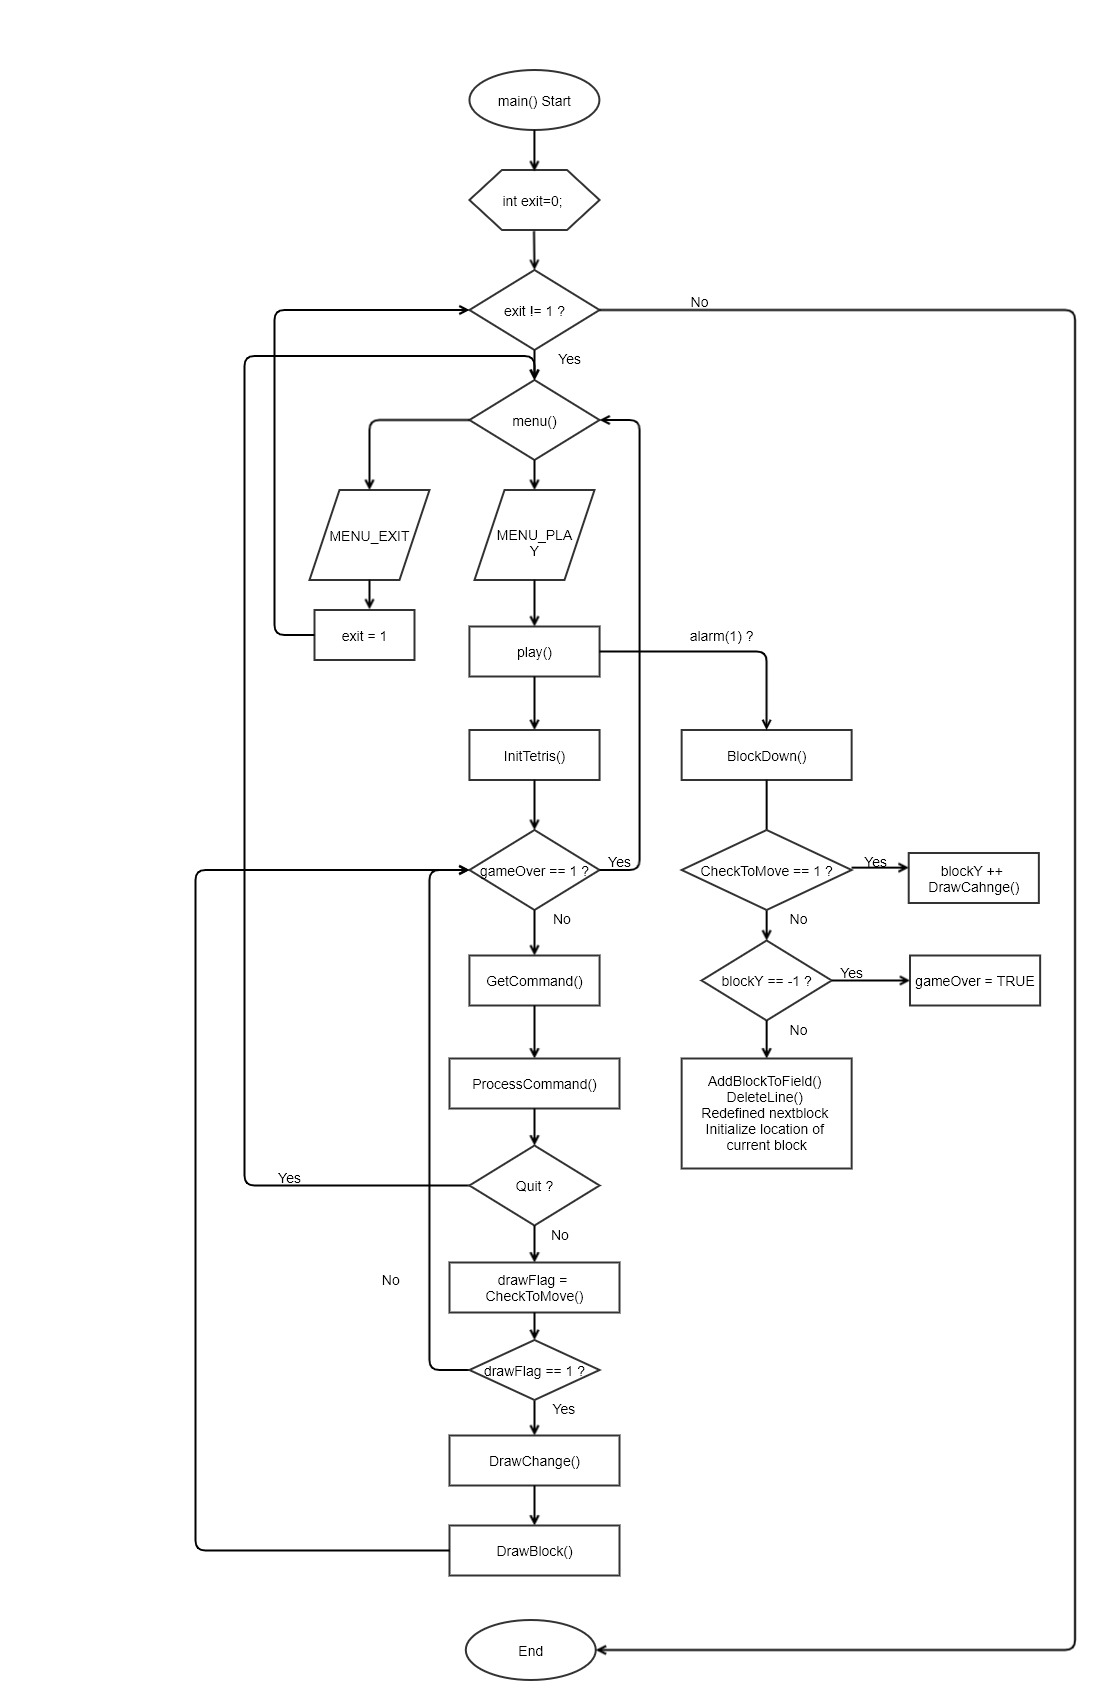 main() Start
int exit=0;
exit != 1 ?
No
Yes
menu()
MENU_EXIT
MENU_PLA
Y
exit = 1
play()
alarm(1) ?
InitTetris()
BlockDown()
gameOver == 1 ?
Yes
CheckToMove == 1 ?
Yes
blockY ++
DrawCahnge()
No
No
GetCommand()
blockY == -1 ?
Yes
gameOver = TRUE
No
ProcessCommand()
AddBlockToField()
DeleteLine()
Redefined nextblock
Initialize location of
current block
Yes
Quit ?
No
No
drawFlag =
CheckToMove()
drawFlag == 1 ?
Yes
DrawChange()
DrawBlock()
End